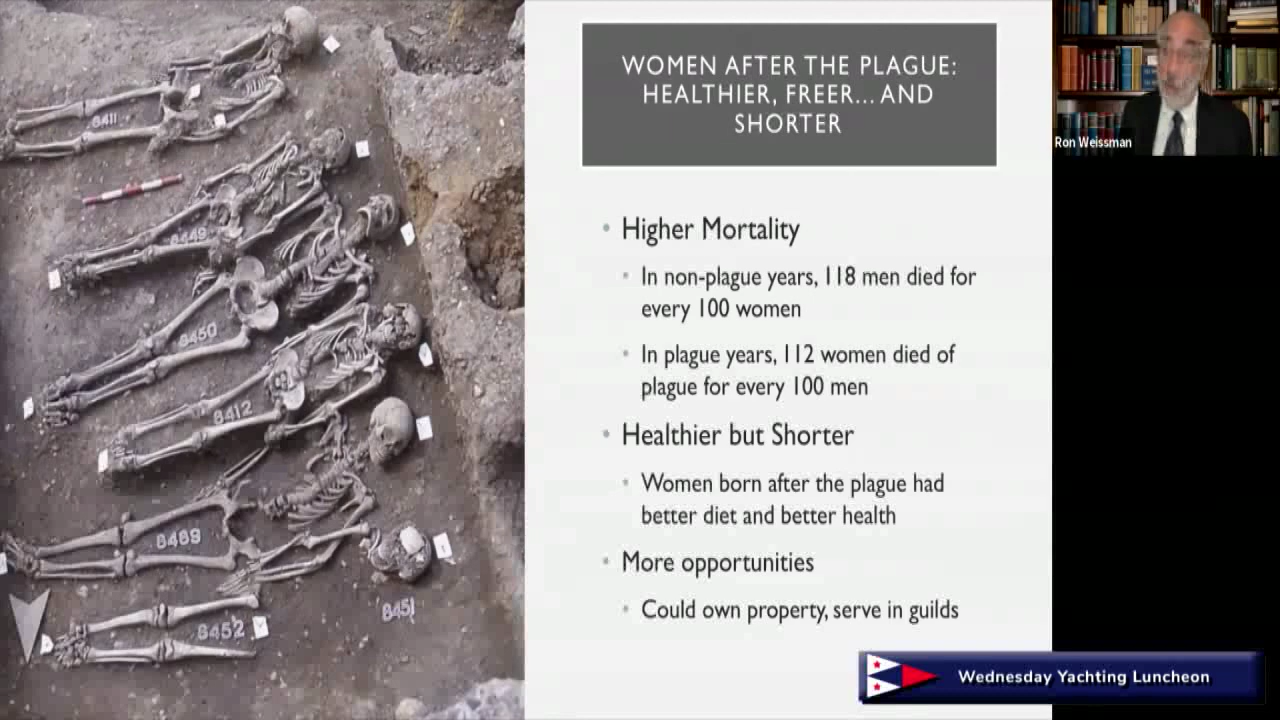 WOMEN AFTER THE PLAGUE:
HEALTHIER, FREER... AND
SHORTER
Ron Weissman
• Higher Mortality
• In non-plague years, 118 men died for
every 100 women
• In plague years, 112 women died of
plague for every 100 men
• Healthier but Shorter
• Women born after the plague had
better diet and better health
• More opportunities
• Could own property, serve in guilds
8411
8449
8450
8412
8469
8451
8452
Wednesday Yachting Luncheon